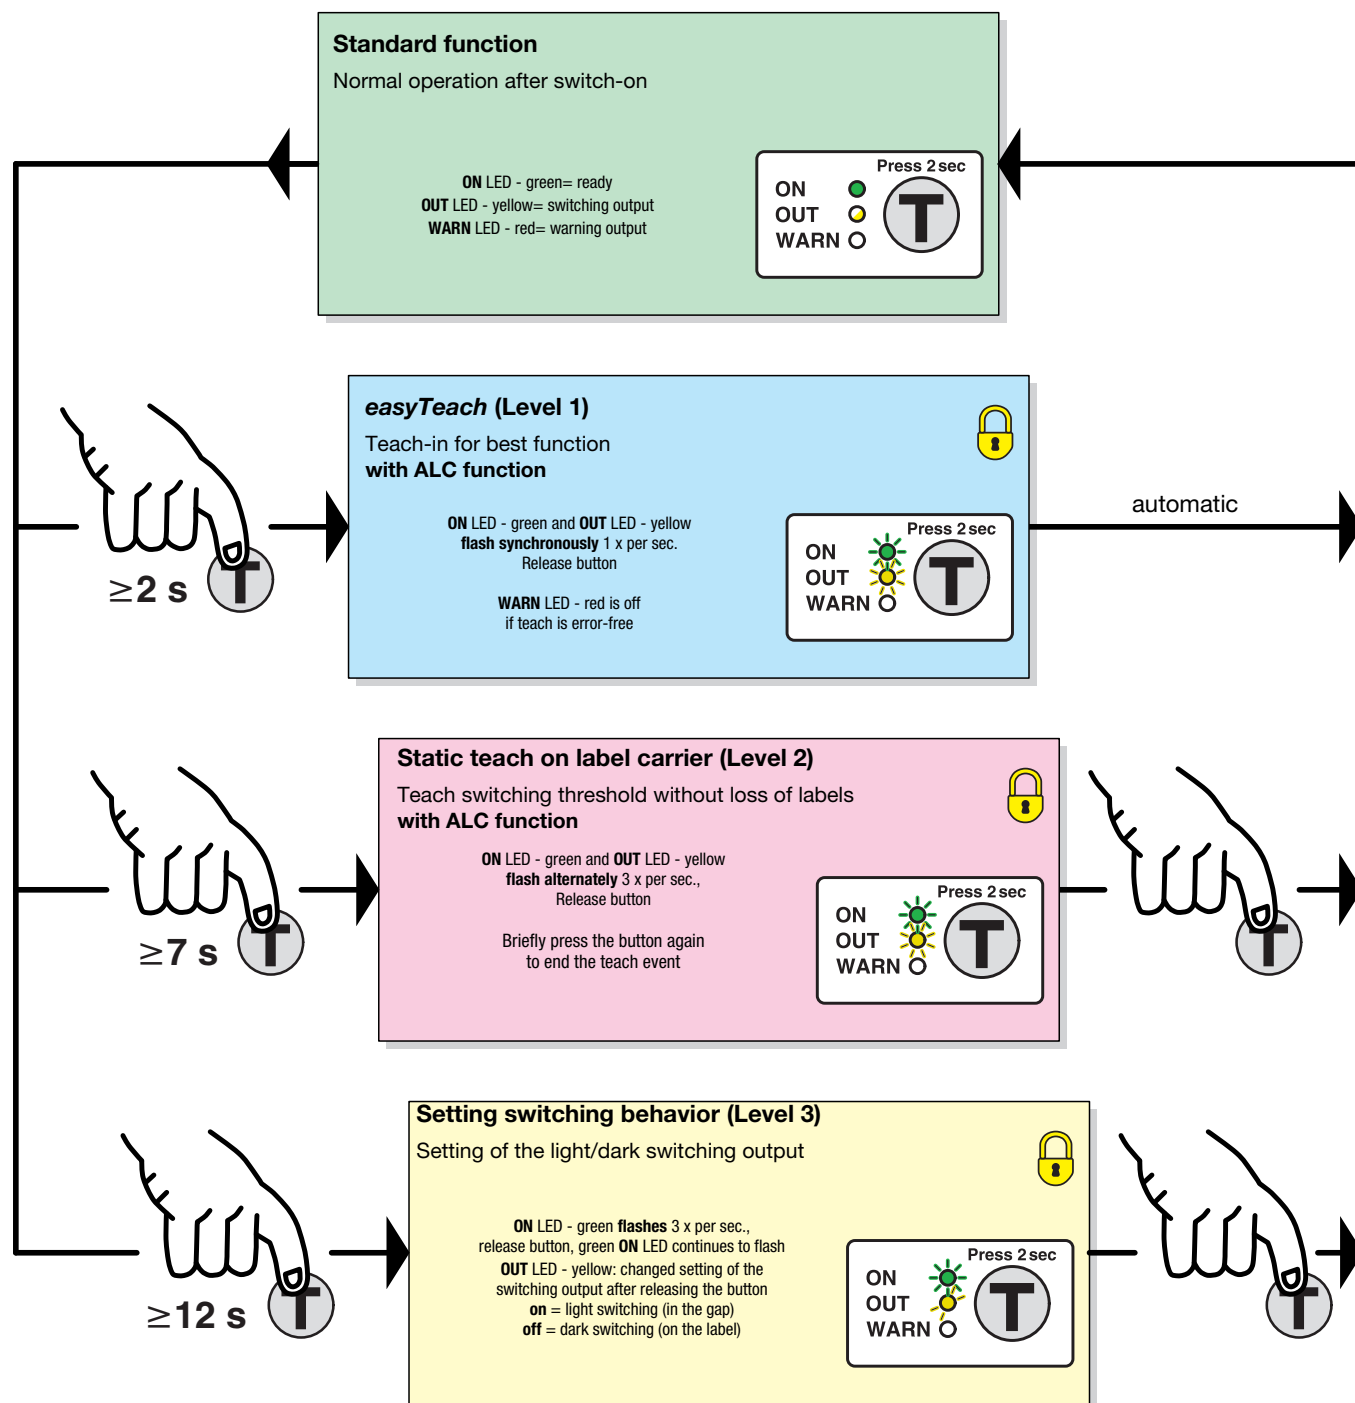 Standard function
Normal operation after switch-on
ON LED - green= ready
OUT LED - yellow= switching output
WARN LED - red= warning output
Press 2 sec
ON
OUT
WARN
T
easyTeach (Level 1)
Teach-in for best function
with ALC function
ON LED - green and OUT LED - yellow
flash synchronously 1 x per sec.
Release button
WARN LED - red is off
if teach is error-free
Press 2 sec
ON
OUT
WARN
T
automatic
≥2 s
T
Static teach on label carrier (Level 2)
Teach switching threshold without loss of labels
with ALC function
ON LED - green and OUT LED - yellow
flash alternately 3 x per sec.,
Release button
Briefly press the button again
to end the teach event
Press 2 sec
ON
OUT
WARN
T
≥7 s
T
T
Setting switching behavior (Level 3)
Setting of the light/dark switching output
ON LED - green flashes 3 x per sec.,
release button, green ON LED continues to flash
OUT LED - yellow: changed setting of the
switching output after releasing the button
on = light switching (in the gap)
off = dark switching (on the label)
Press 2 sec
ON
OUT
WARN
T
≥12 s
T
T